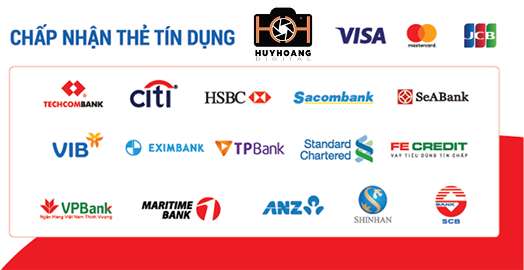 CHẤP NHẬN THẺ TÍN DỤNG
HUYHOANG
DIGITAL
VISA
mastercard.
JCB
TECHCOMBANK
citi
HSBC
Sacombank
SeABank
VIB
EXIMBANK
TPBank
Standard
Chartered
FE CREDIT
VAY TIÊU DÙNG TÍN CHẤP
VPBank
Ngân Hàng Việt Nam Thịnh Vượng
MARITIME
BANK
ANZ
SHINHAN
BANK
SCB